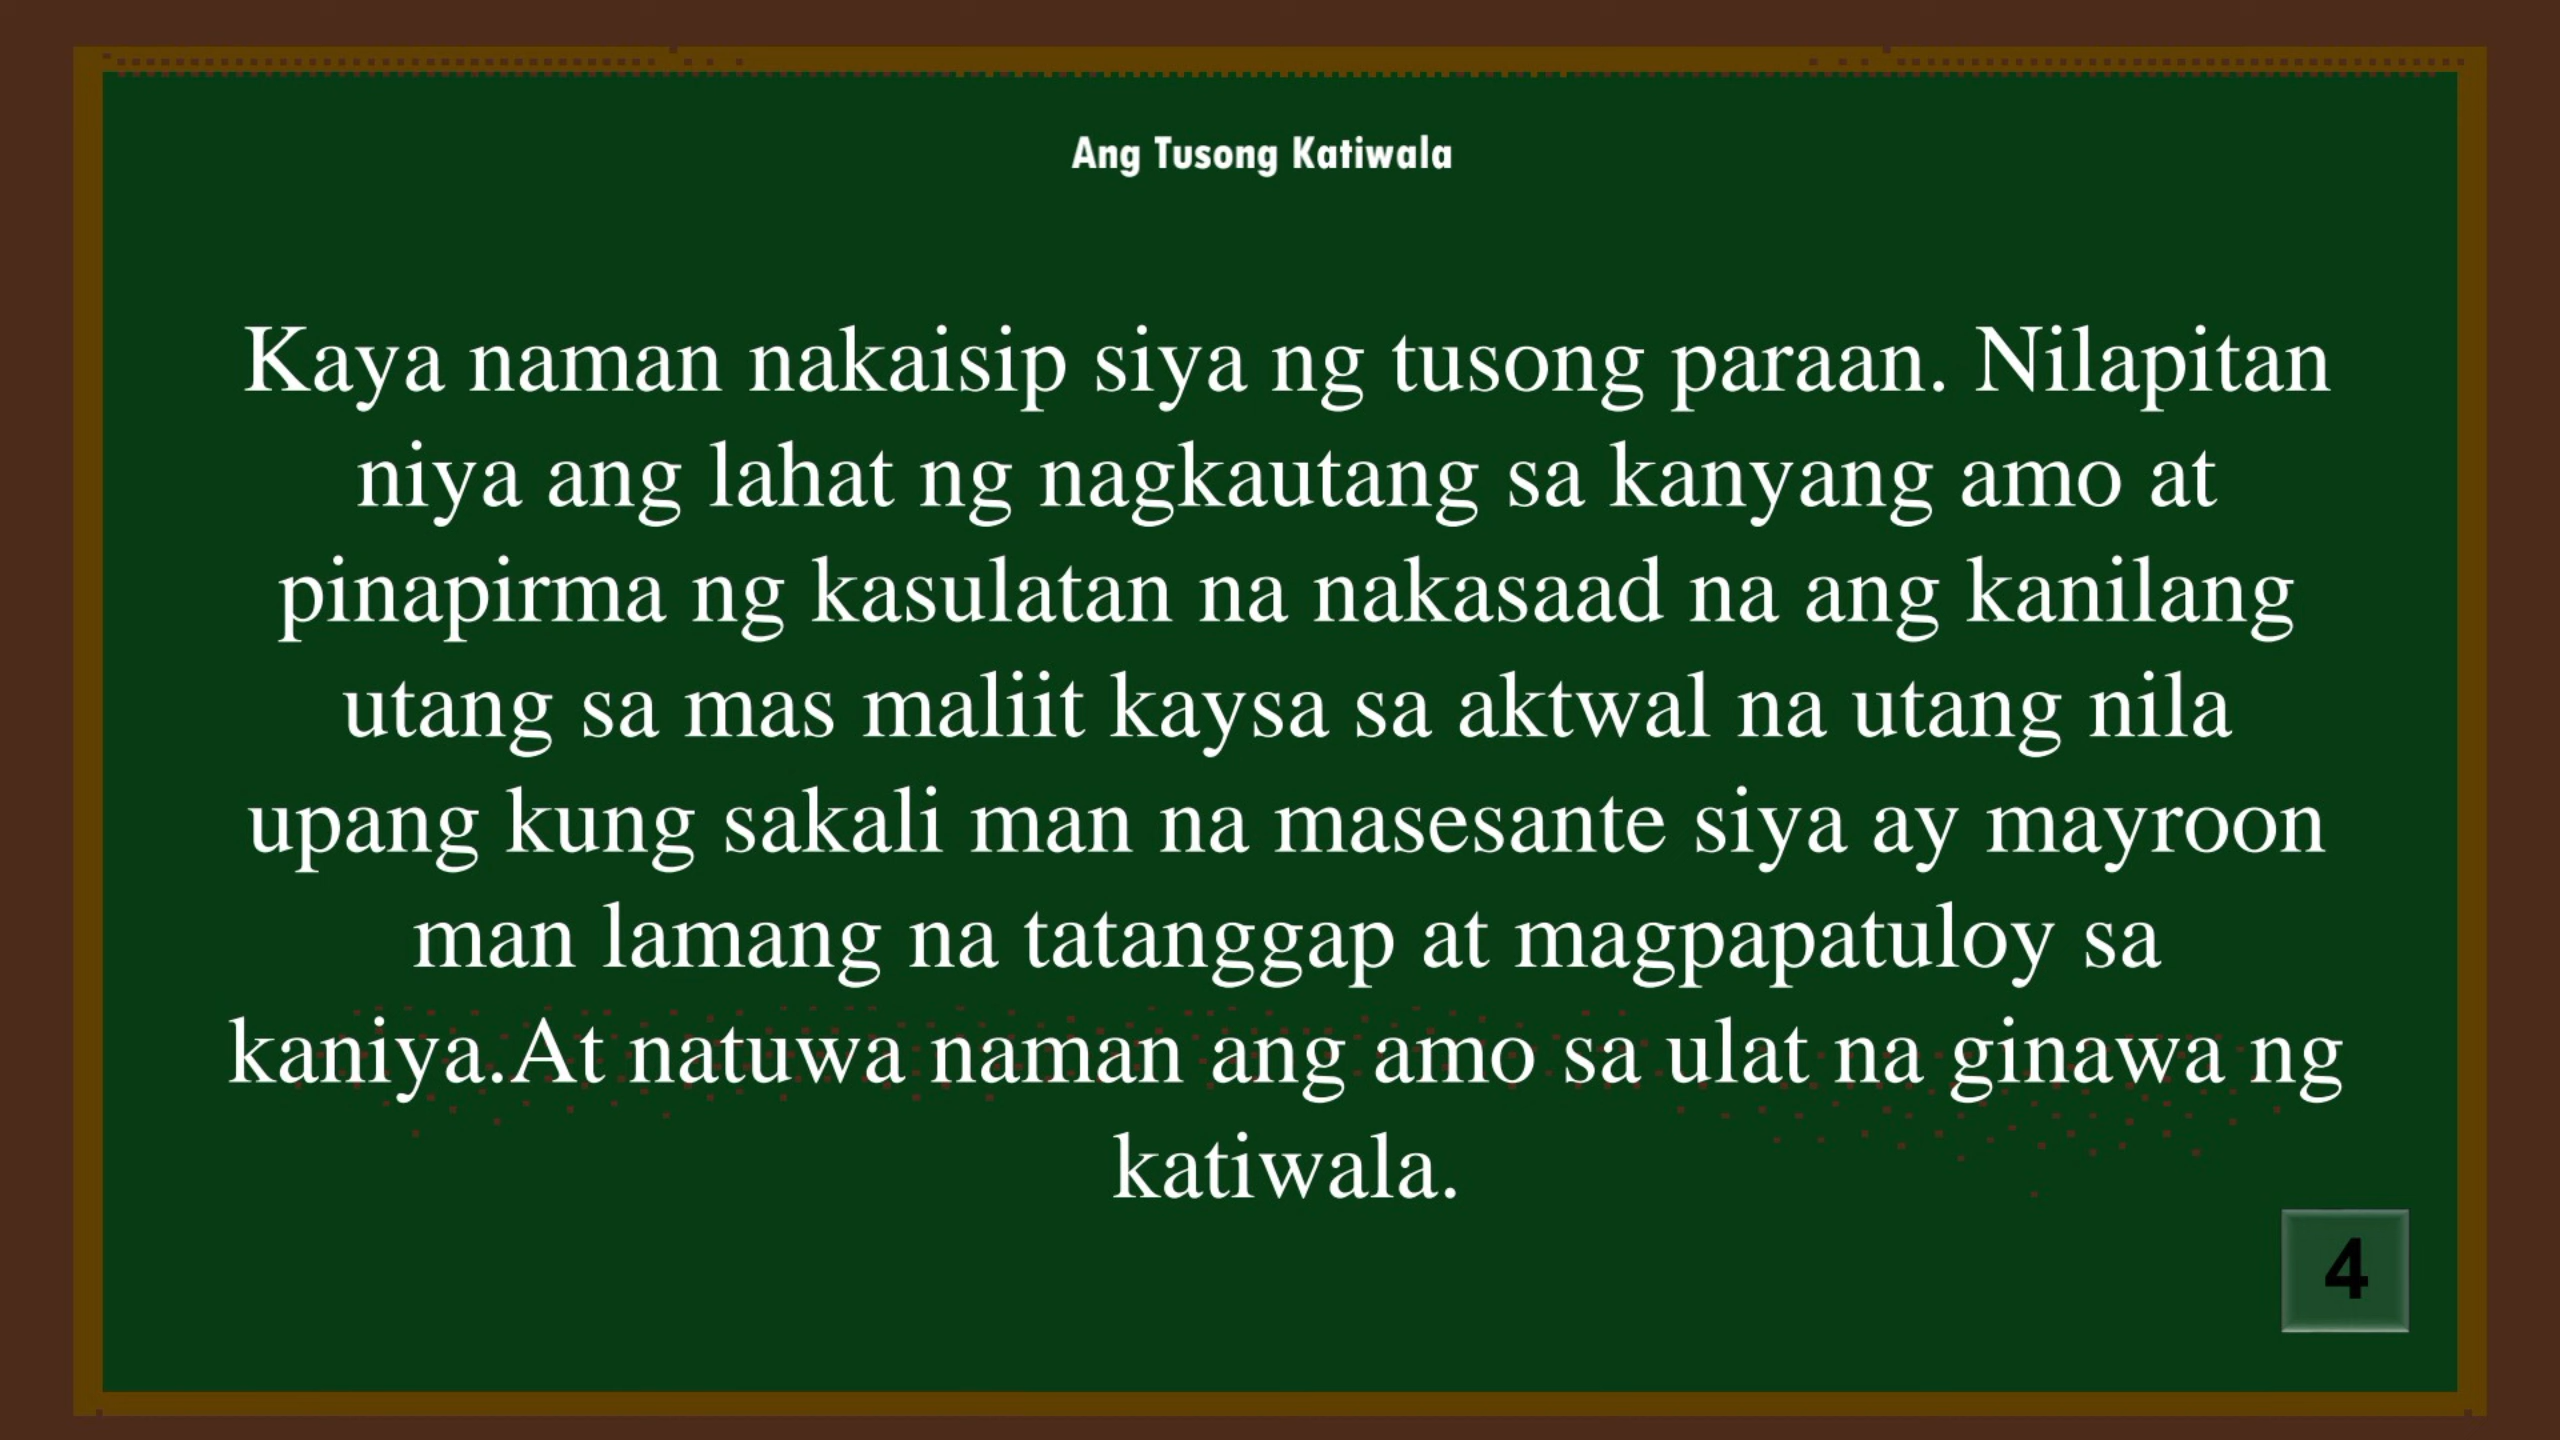 Ang Tusong Katiwala
Kaya naman nakaisip siya ng tusong paraan. Nilapitan
niya ang lahat ng nagkautang sa kanyang amo at
pinapirma ng kasulatan na nakasaad na ang kanilang
utang sa mas maliit kaysa sa aktwal na utang nila
upang kung sakali man na masesante siya ay mayroon
man lamang na tatanggap at magpapatuloy sa
kaniya.At natuwa naman ang amo sa ulat na ginawa ng
katiwala.
4